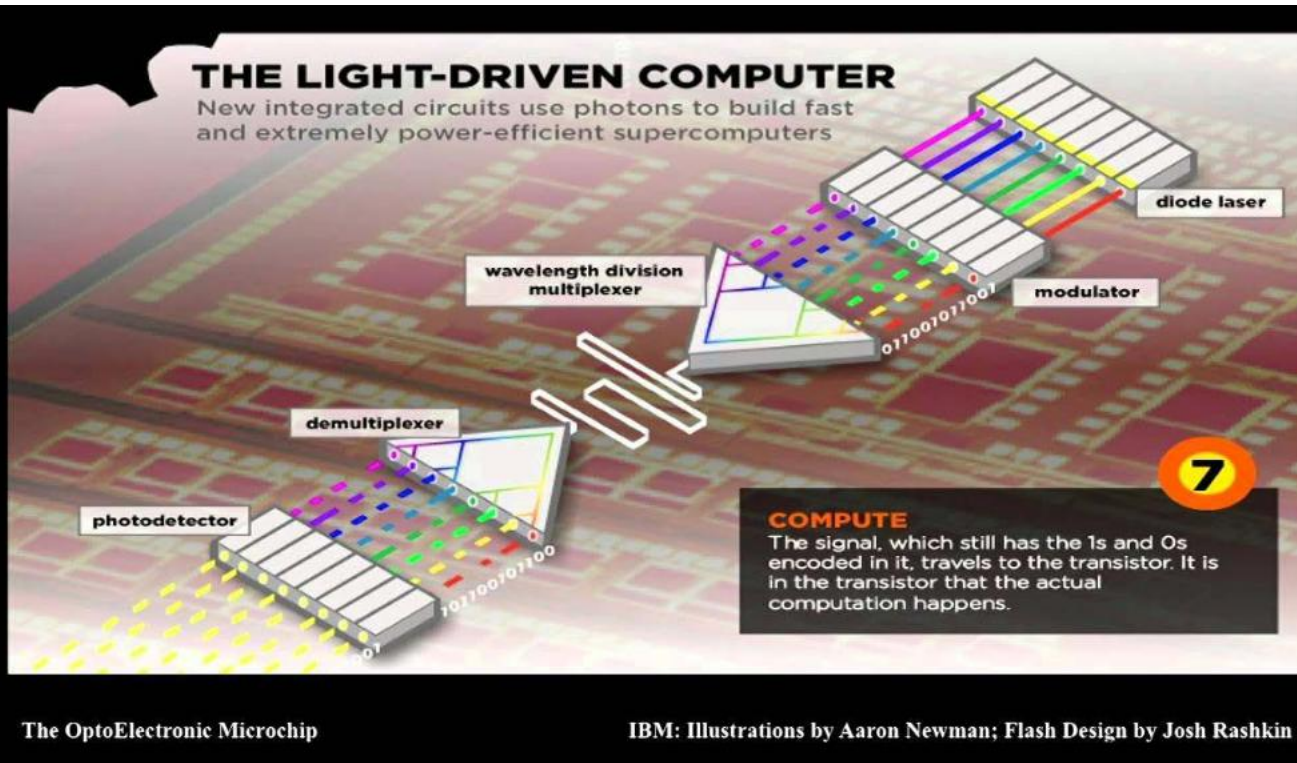 THE LIGHT-DRIVEN COMPUTER
New integrated circuits use photons to build fast
and extremely power-efficient supercomputers
diode laser
modulator
wavelength division
multiplexer
011001011001
demultiplexer
photodetector
101100101100
001
7
COMPUTE
The signal, which still has the 1s and 0s
encoded in it, travels to the transistor. It is
in the transistor that the actual
computation happens.
The OptoElectronic Microchip
IBM: Illustrations by Aaron Newman; Flash Design by Josh Rashkin